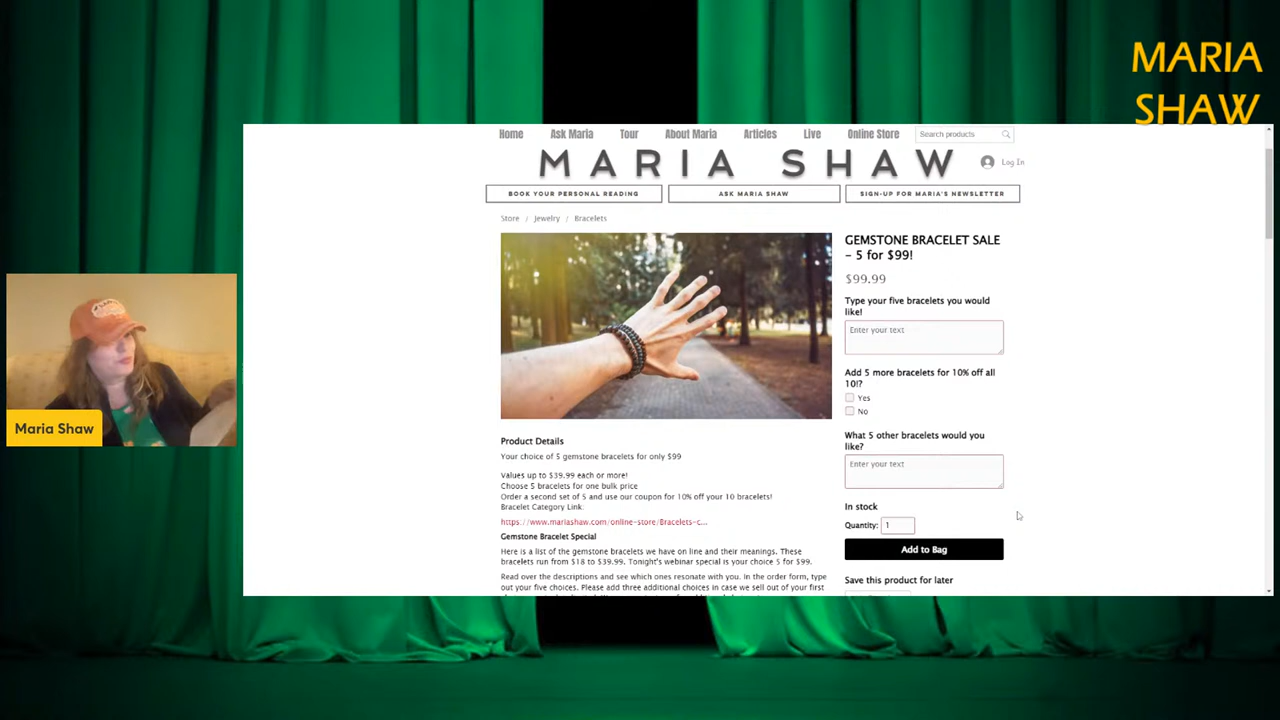 MARIA
SHAW
Home Ask Maria Tour About Maria Articles Live Online Store Search products
MARIA SHAW Log In
BOOK YOUR PERSONAL READING ASK MARIA SHAW SIGN-UP FOR MARIA'S NEWSLETTER
Store / Jewelry / Bracelets
GEMSTONE BRACELET SALE
– 5 for $99!
$99.99
Type your five bracelets you would
like!
Enter your text
Add 5 more bracelets for 10% off all
10!?
Yes
No
What 5 other bracelets would you
like?
Enter your text
In stock
Quantity: 1
Add to Bag
Save this product for later
Product Details
Your choice of 5 gemstone bracelets for only $99
Values up to $39.99 each or more!
Choose 5 bracelets for one bulk price
Order a second set of 5 and use our coupon for 10% off your 10 bracelets!
Bracelet Category Link:
https://www.mariashaw.com/online-store/Bracelets-c...
Gemstone Bracelet Special
Here is a list of the gemstone bracelets we have on line and their meanings. These
bracelets run from $18 to $39.99. Tonight's webinar special is your choice 5 for $99.
Read over the descriptions and see which ones resonate with you. In the order form, type
out your five choices. Please add three additional choices in case we sell out of your first
Maria Shaw